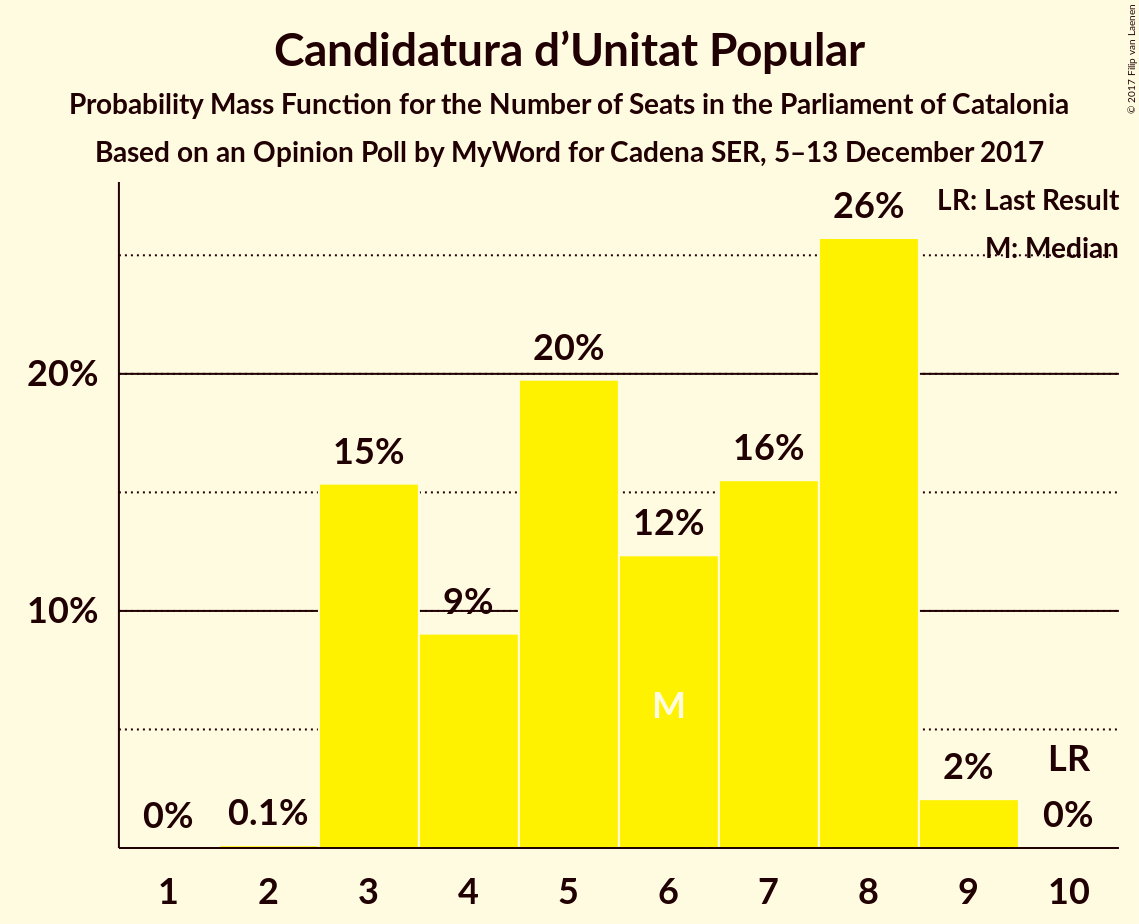 Candidatura d’Unitat Popular
Probability Mass Function for the Number of Seats in the Parliament of Catalonia
Based on an Opinion Poll by MyWord for Cadena SER, 5–13 December 2017
© 2017 Filip van Laenen
LR: Last Result
M: Median
26%
20%
20%
15%
16%
12%
10%
9%
M
0%
0.1%
2%
LR
0%
1 2 3 4 5 6 7 8 9 10